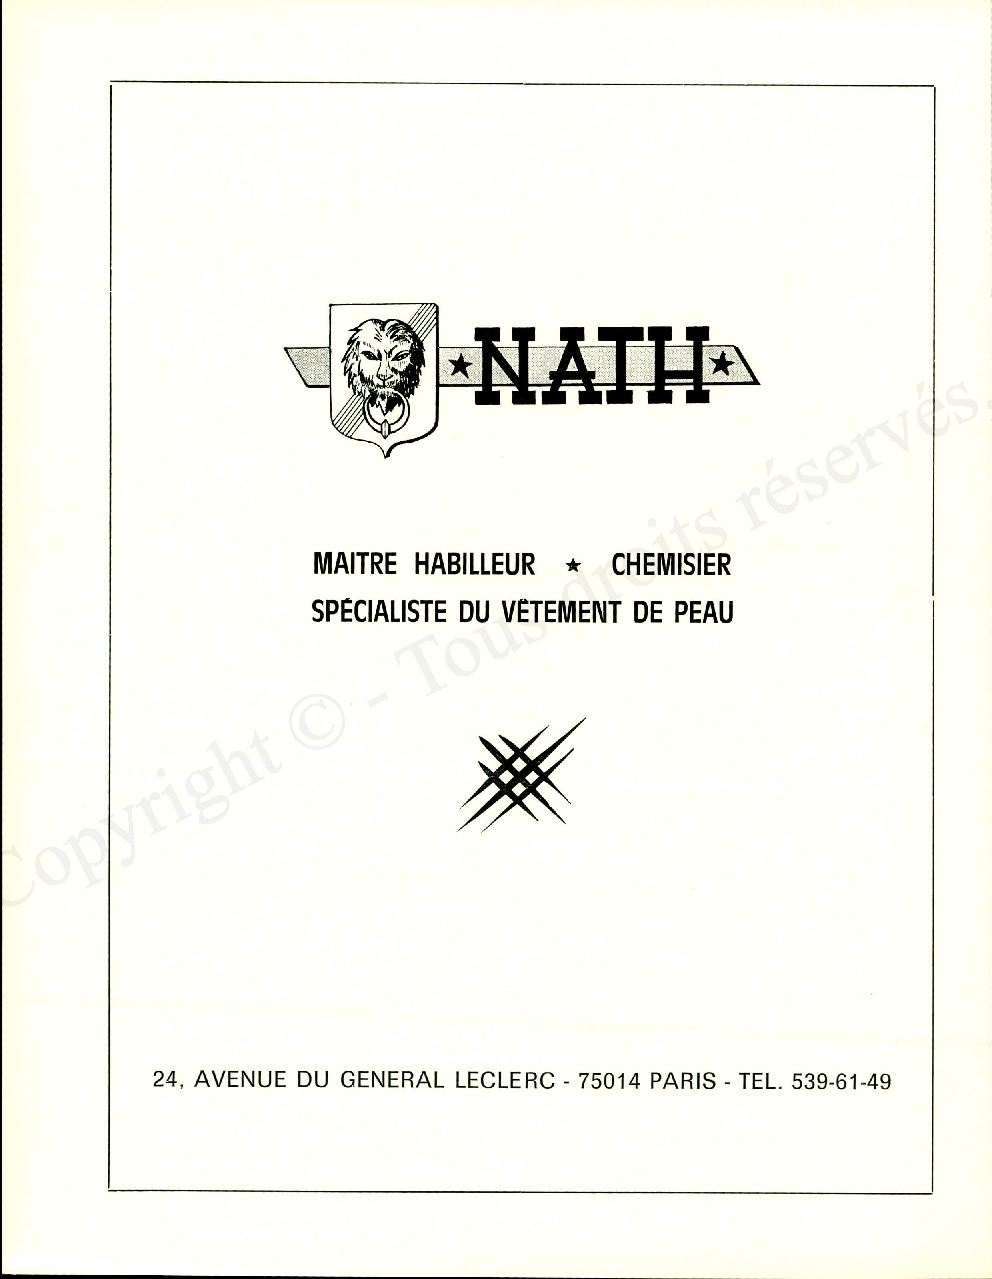 ★ NATH ★
MAITRE HABILLEUR ★ CHEMISIER
SPÉCIALISTE DU VÊTEMENT DE PEAU
24, AVENUE DU GENERAL LECLERC - 75014 PARIS - TEL. 539-61-49
Copyright © - Tous droits réservés.